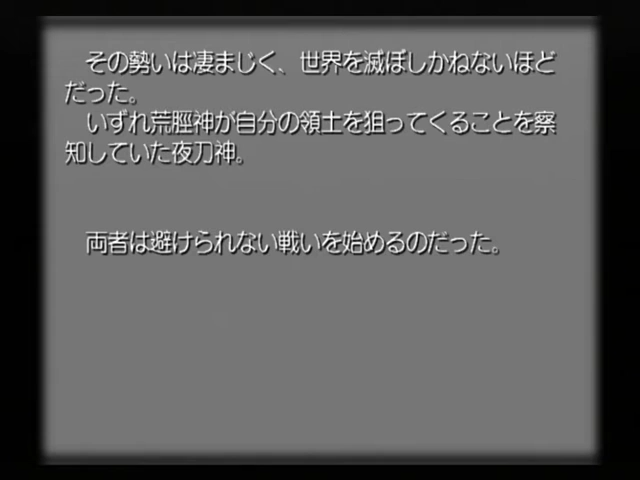 その勢いは凄まじく、世界を滅ぼしかねないほど
だった。
いずれ荒脛神が自分の領土を狙ってくることを察
知していた夜刀神。
両者は避けられない戦いを始めるのだった。